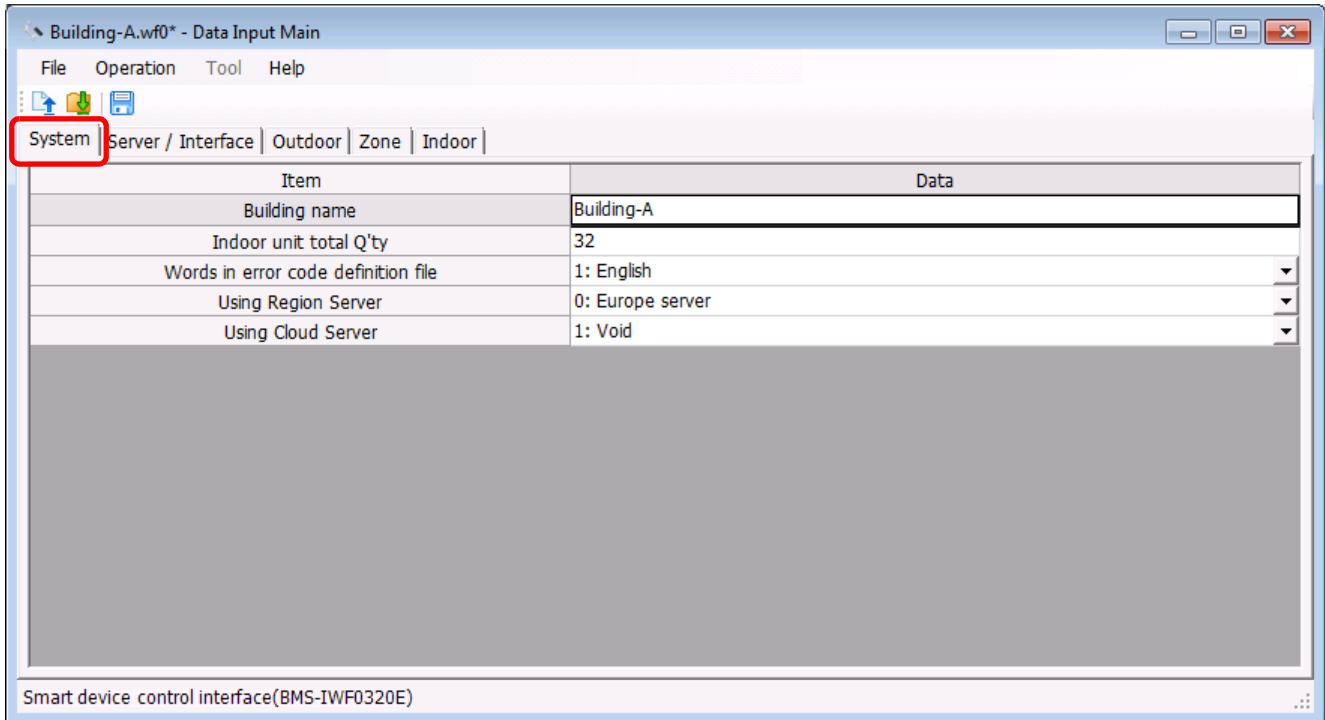 Building-A.wf0* - Data Input Main
File Operation Tool Help
System Server / Interface Outdoor Zone Indoor
Item Data
Building name Building-A
Indoor unit total Q'ty 32
Words in error code definition file 1: English
Using Region Server 0: Europe server
Using Cloud Server 1: Void
Smart device control interface(BMS-IWF0320E)